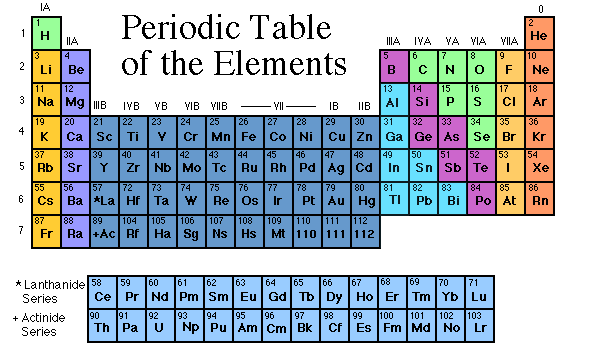 IA 0
1 H Periodic Table 2 He
1 IIA of the Elements IIIA IVA VA VIA VIIA
2 3 Li 4 Be 5 B 6 C 7 N 8 O 9 F 10 Ne
3 11 Na 12 Mg IIIB IVB VB VIB VIIB VII IB IIB 13 Al 14 Si 15 P 16 S 17 Cl 18 Ar
4 19 K 20 Ca 21 Sc 22 Ti 23 V 24 Cr 25 Mn 26 Fe 27 Co 28 Ni 29 Cu 30 Zn 31 Ga 32 Ge 33 As 34 Se 35 Br 36 Kr
5 37 Rb 38 Sr 39 Y 40 Zr 41 Nb 42 Mo 43 Tc 44 Ru 45 Rh 46 Pd 47 Ag 48 Cd 49 In 50 Sn 51 Sb 52 Te 53 I 54 Xe
6 55 Cs 56 Ba 57 *La 72 Hf 73 Ta 74 W 75 Re 76 Os 77 Ir 78 Pt 79 Au 80 Hg 81 Tl 82 Pb 83 Bi 84 Po 85 At 86 Rn
7 87 Fr 88 Ra 89 +Ac 104 Rf 105 Ha 106 Sg 107 Ns 108 Hs 109 Mt 110 110 111 111 112 112
* Lanthanide Series 58 Ce 59 Pr 60 Nd 61 Pm 62 Sm 63 Eu 64 Gd 65 Tb 66 Dy 67 Ho 68 Er 69 Tm 70 Yb 71 Lu
+ Actinide Series 90 Th 91 Pa 92 U 93 Np 94 Pu 95 Am 96 Cm 97 Bk 98 Cf 99 Es 100 Fm 101 Md 102 No 103 Lr